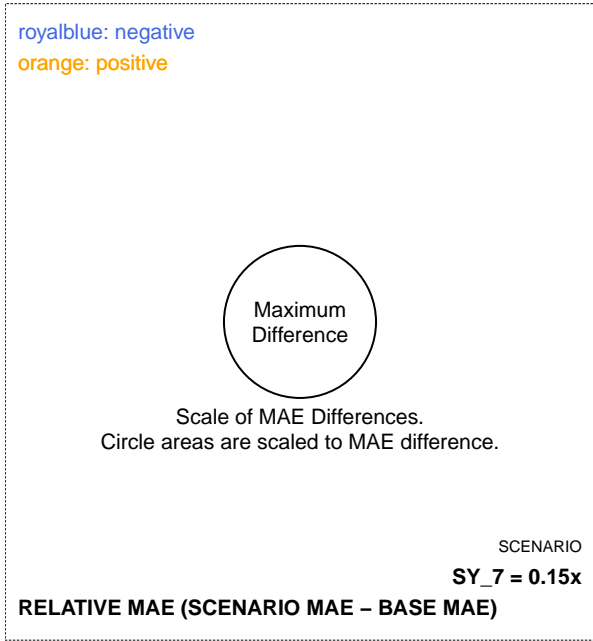 royalblue: negative
orange: positive
Maximum
Difference
Scale of MAE Differences.
Circle areas are scaled to MAE difference.
SCENARIO
SY_7 = 0.15x
RELATIVE MAE (SCENARIO MAE − BASE MAE)